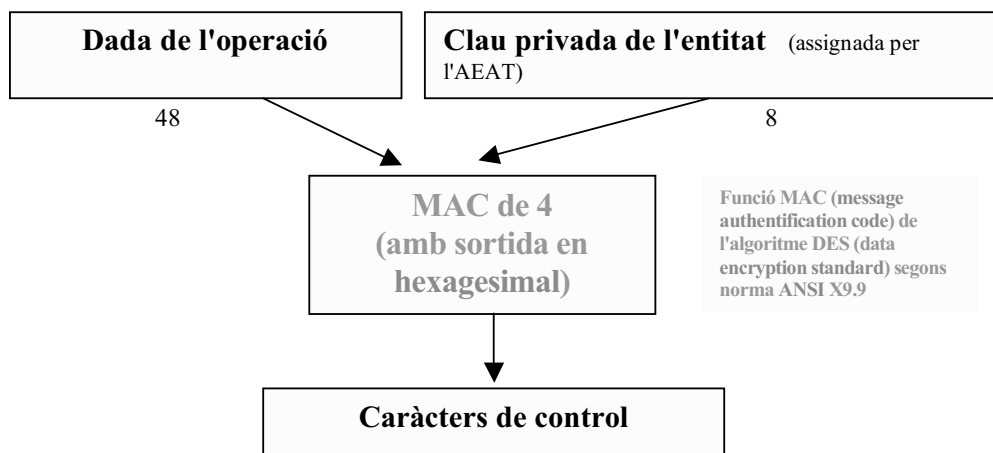 Dada de l'operació
Clau privada de l'entitat (assignada per
l'AEAT)
48
8
MAC de 4
(amb sortida en
hexagesimal)
Funció MAC (message
authentification code) de
l'algoritme DES (data
encryption standard) segons
norma ANSI X9.9
Caràcters de control